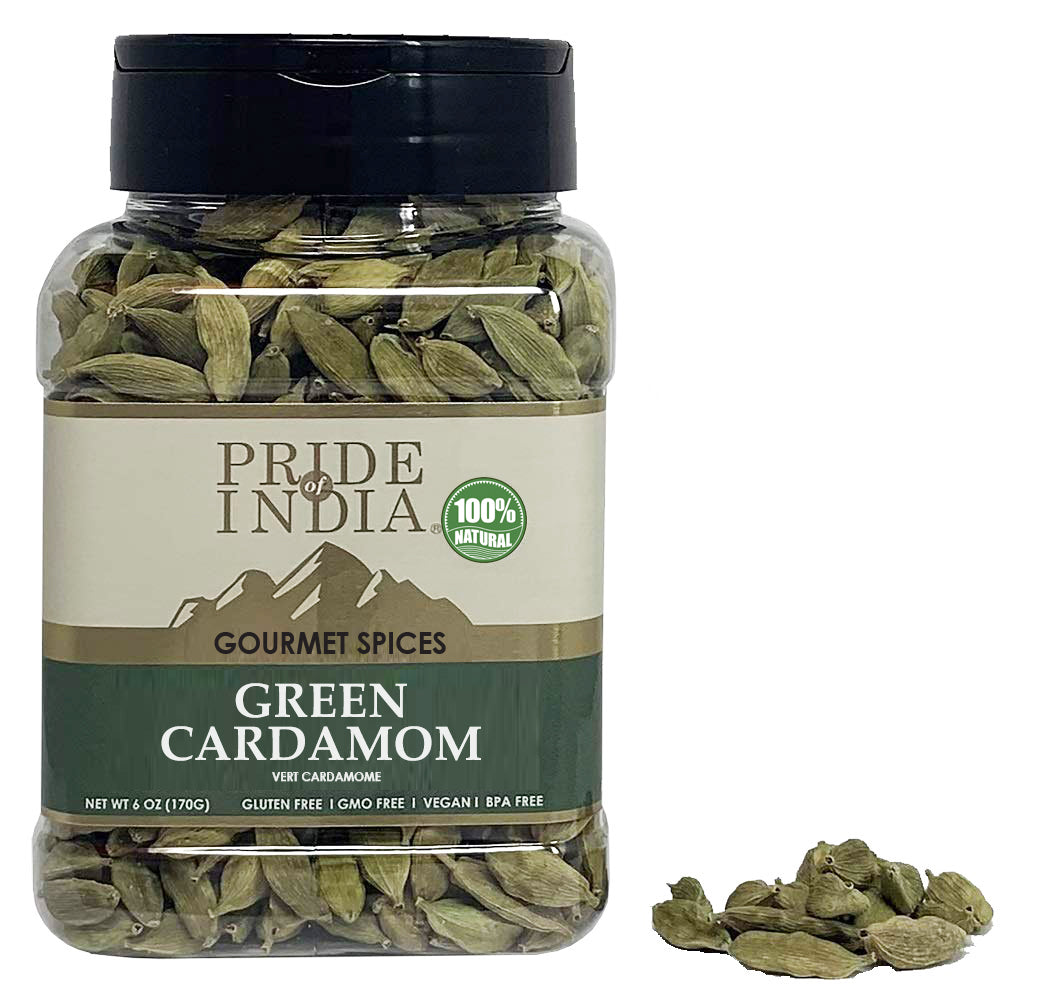 PRIDE
of
INDIA®
100%
NATURAL
GOURMET SPICES
GREEN
CARDAMOM
VERT CARDAMOME
NET WT 6 OZ (170G) GLUTEN FREE | GMO FREE | VEGAN | BPA FREE